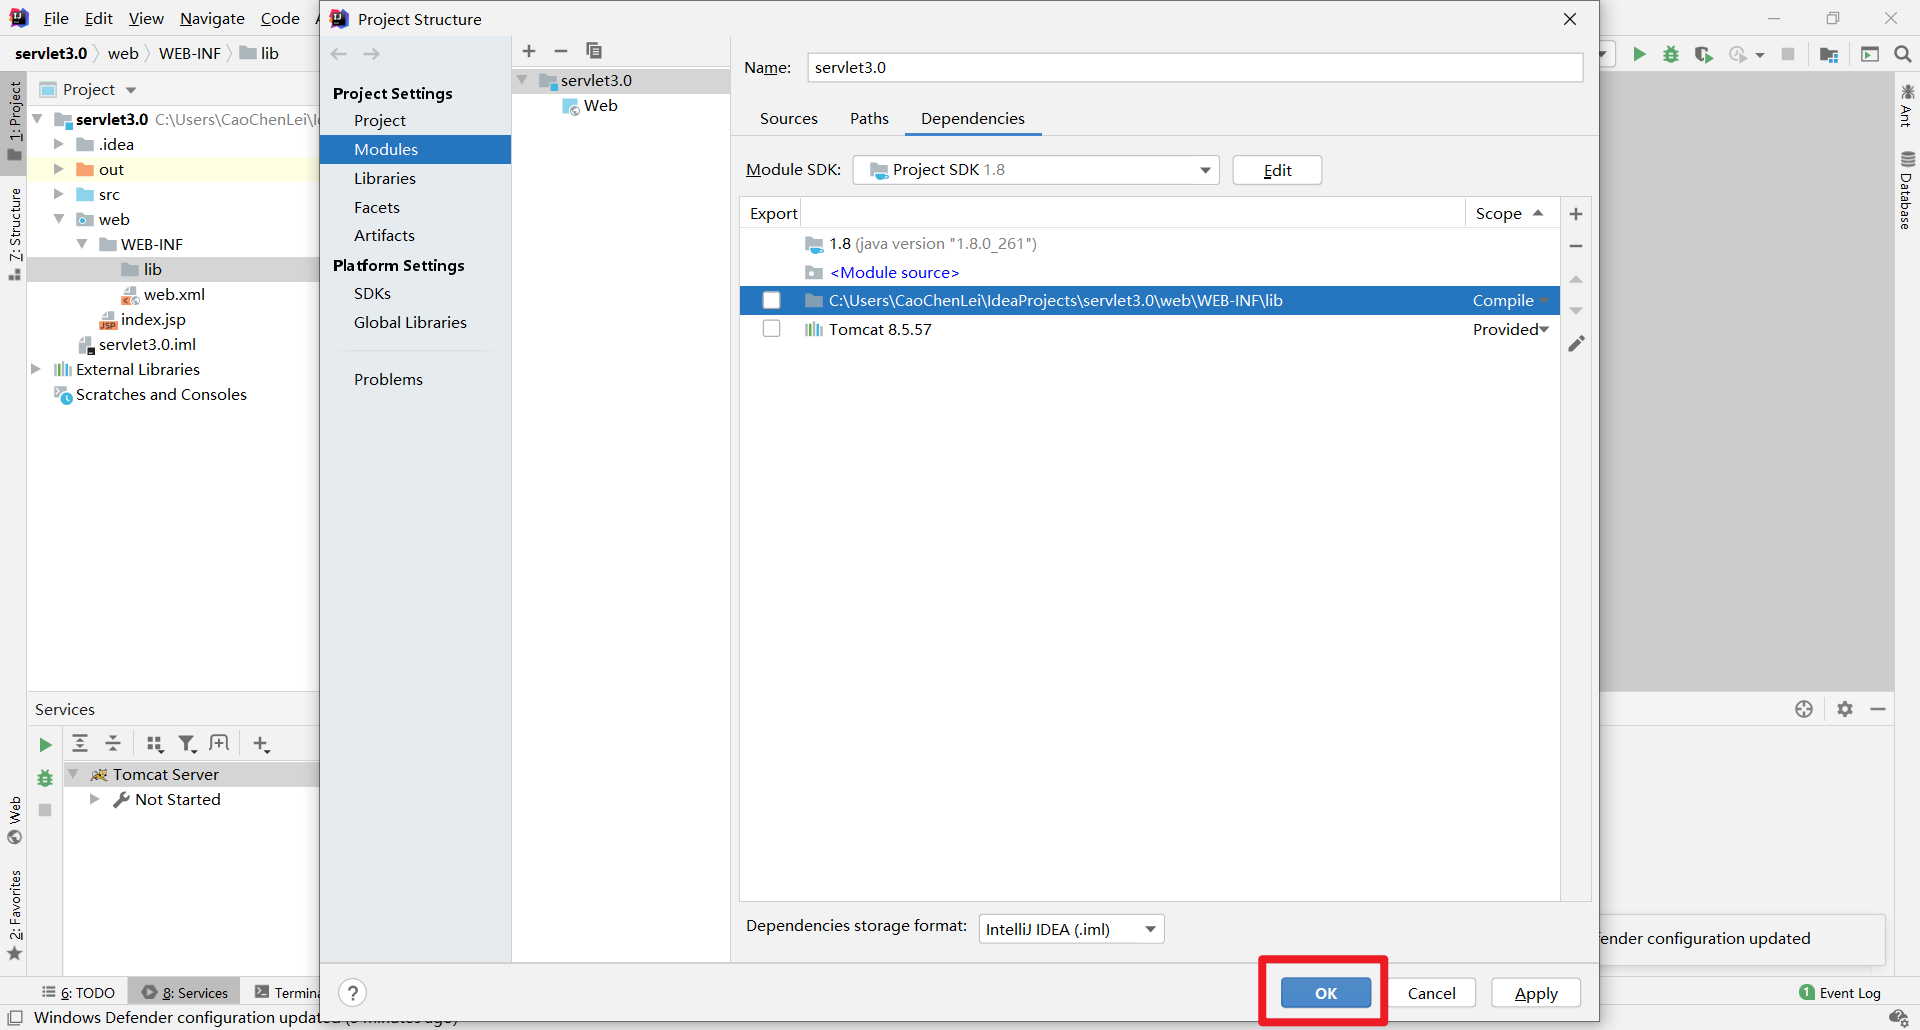 File Edit View Navigate Code
Project Structure
servlet3.0 web WEB-INF lib
Project
servlet3.0 C:\Users\CaoChenLei\I
.idea
out
src
web
WEB-INF
lib
web.xml
index.jsp
servlet3.0.iml
External Libraries
Scratches and Consoles
1: Project
7: Structure
Web
2: Favorites
Project Settings
Project
Modules
Libraries
Facets
Artifacts
Platform Settings
SDKs
Global Libraries
Problems
servlet3.0
Web
Name: servlet3.0
Sources Paths Dependencies
Module SDK: Project SDK 1.8 Edit
Export Scope
1.8 (java version "1.8.0_261")
<Module source>
C:\Users\CaoChenLei\IdeaProjects\servlet3.0\web\WEB-INF\lib Compile
Tomcat 8.5.57 Provided
Dependencies storage format: IntelliJ IDEA (.iml)
? OK Cancel Apply
Ant
Database
Services
Tomcat Server
Not Started
ender configuration updated
6: TODO 8: Services Termina
1 Event Log
Windows Defender configuration updated (5 minutes ago)